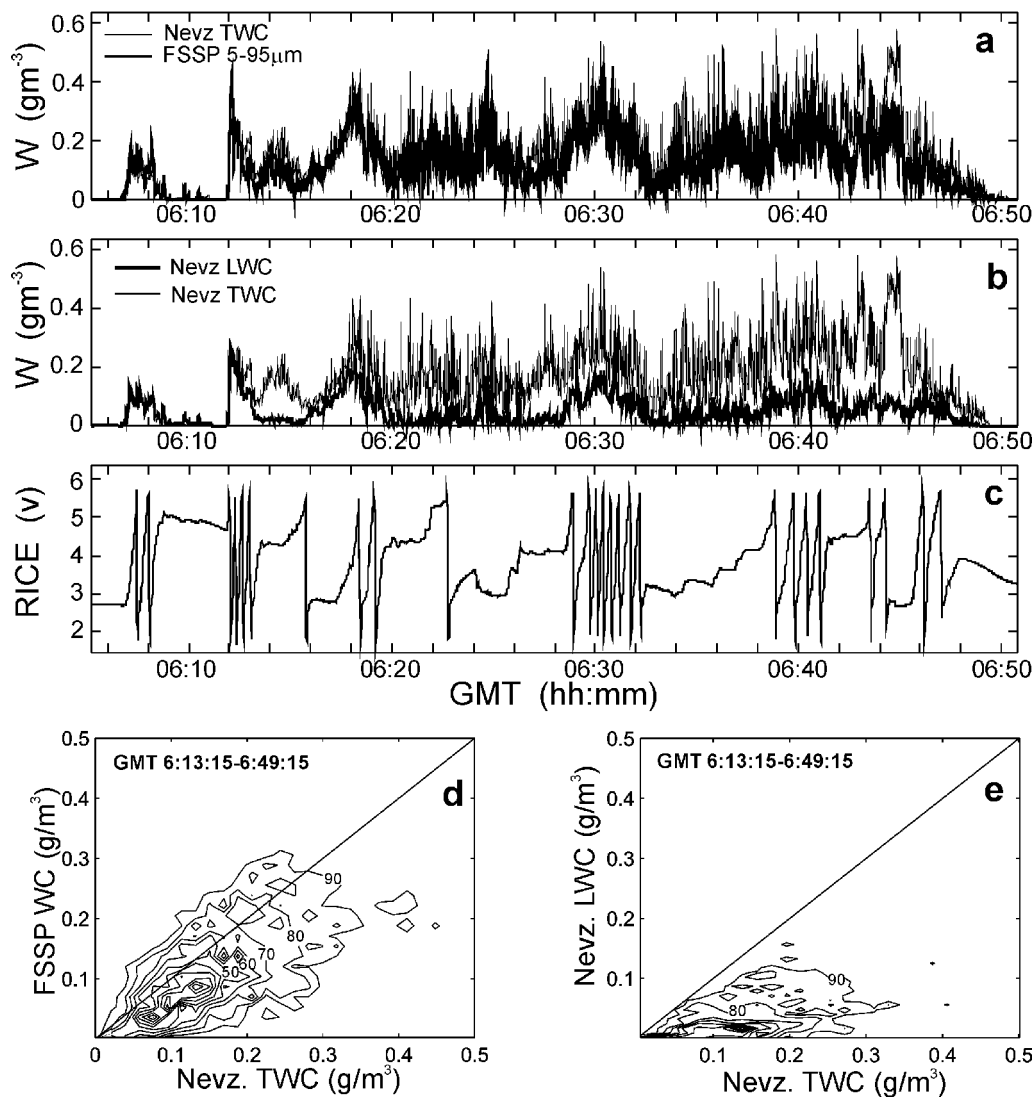 Nevz TWC
FSSP 5-95μm
a
W (gm-3)
0.6
0.4
0.2
0
06:10 06:20 06:30 06:40 06:50
Nevz LWC
Nevz TWC
b
W (gm-3)
0.6
0.4
0.2
0
06:10 06:20 06:30 06:40 06:50
c
RICE (v)
6
5
4
3
2
06:10 06:20 06:30 06:40 06:50
GMT (hh:mm)
GMT 6:13:15-6:49:15
d
FSSP WC (g/m3)
0.5
0.4
0.3
0.2
0.1
0 0.1 0.2 0.3 0.4 0.5
90
80
70
60
50
Nevz. TWC (g/m3)
GMT 6:13:15-6:49:15
e
Nevz. LWC (g/m3)
0.5
0.4
0.3
0.2
0.1
0.1 0.2 0.3 0.4 0.5
90
80
Nevz. TWC (g/m3)